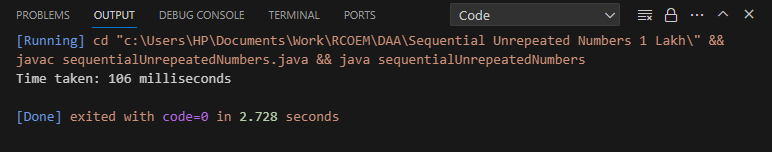 PROBLEMS OUTPUT DEBUG CONSOLE TERMINAL PORTS Code
[Running] cd "c:\Users\HP\Documents\Work\RCOEM\DAA\Sequential Unrepeated Numbers 1 Lakh\" &&
javac sequentialUnrepeatedNumbers.java && java sequentialUnrepeatedNumbers
Time taken: 106 milliseconds
[Done] exited with code=0 in 2.728 seconds